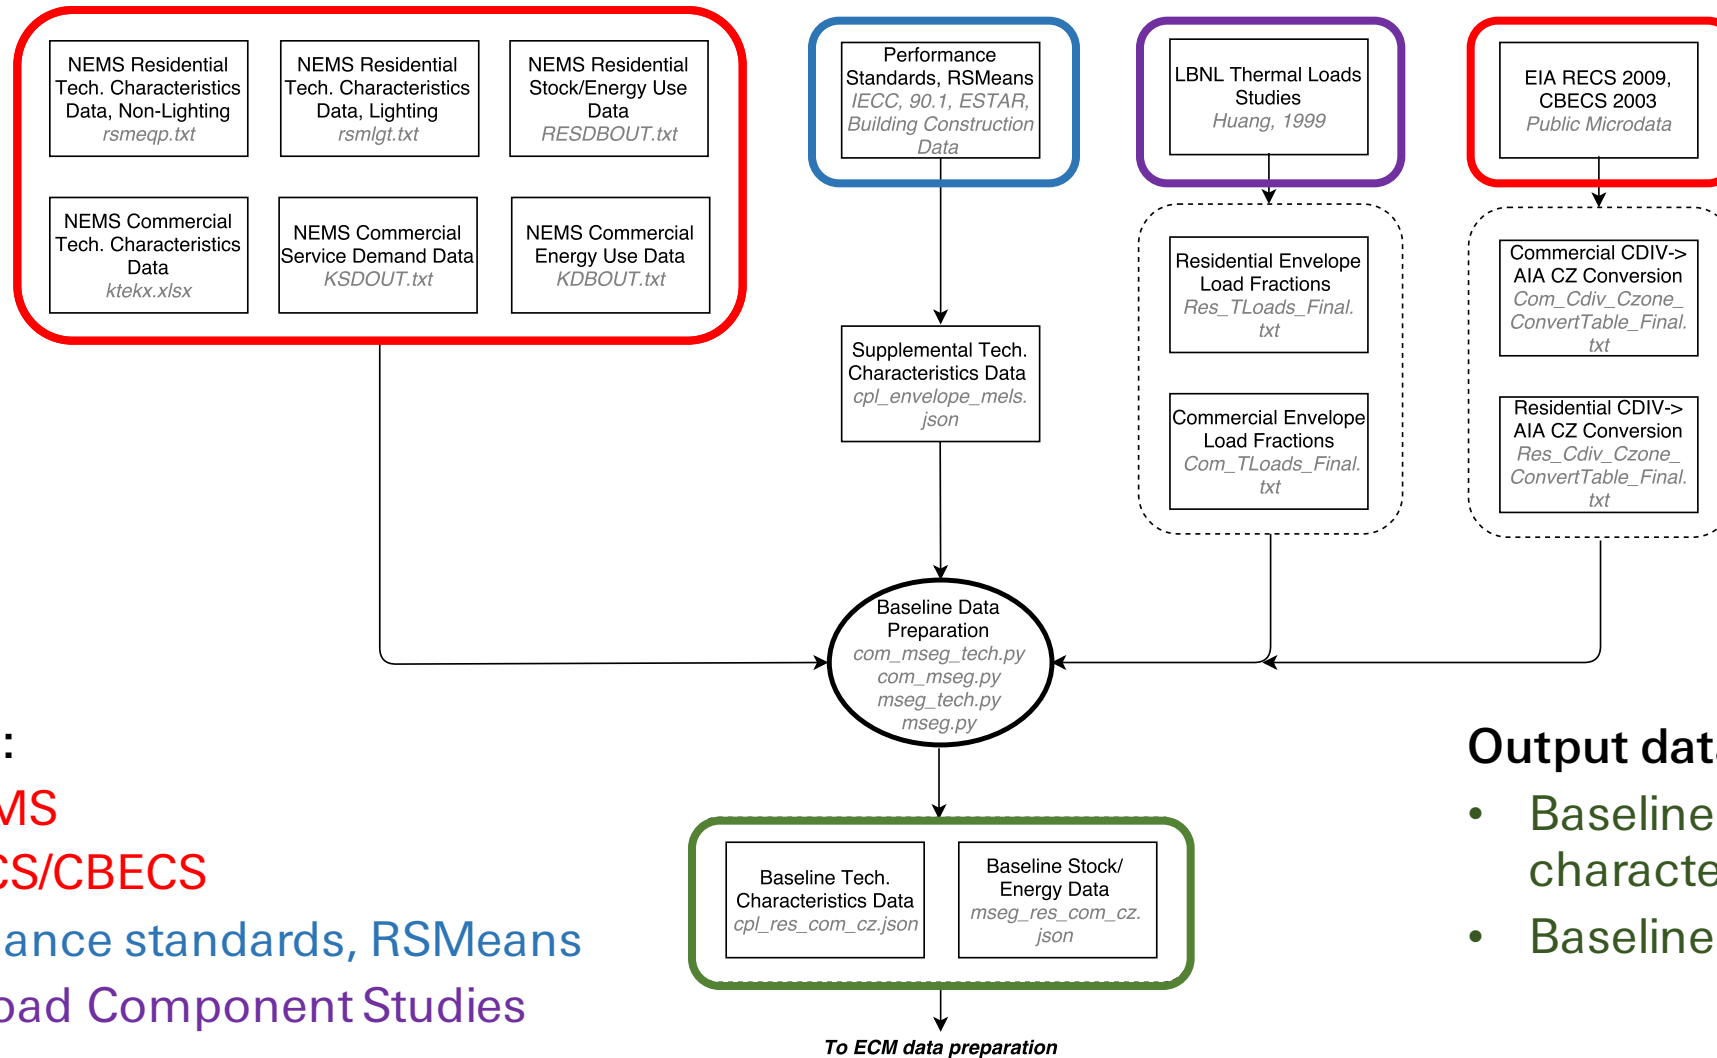 NEMS Residential
Tech. Characteristics
Data, Non-Lighting
rsmeqp.txt
NEMS Residential
Tech. Characteristics
Data, Lighting
rsmlgt.txt
NEMS Residential
Stock/Energy Use
Data
RESDBOUT.txt
NEMS Commercial
Tech. Characteristics
Data
ktekx.xlsx
NEMS Commercial
Service Demand Data
KSDOUT.txt
NEMS Commercial
Energy Use Data
KDBOUT.txt
Performance
Standards, RSMeans
IECC, 90.1, ESTAR,
Building Construction
Data
LBNL Thermal Loads
Studies
Huang, 1999
EIA RECS 2009,
CBECS 2003
Public Microdata
Supplemental Tech.
Characteristics Data
cpl_envelope_mels.
json
Residential Envelope
Load Fractions
Res_TLoads_Final.
txt
Commercial Envelope
Load Fractions
Com_TLoads_Final.
txt
Commercial CDIV->
AIA CZ Conversion
Com_Cdiv_Czone_
ConvertTable_Final.
txt
Residential CDIV->
AIA CZ Conversion
Res_Cdiv_Czone_
ConvertTable_Final.
txt
Baseline Data
Preparation
com_mseg_tech.py
com_mseg.py
mseg_tech.py
mseg.py
:
MS
CS/CBECS
ance standards, RSMeans
oad Component Studies
Baseline Tech.
Characteristics Data
cpl_res_com_cz.json
Baseline Stock/
Energy Data
mseg_res_com_cz.
json
To ECM data preparation
Output data
• Baseline
characte
• Baseline